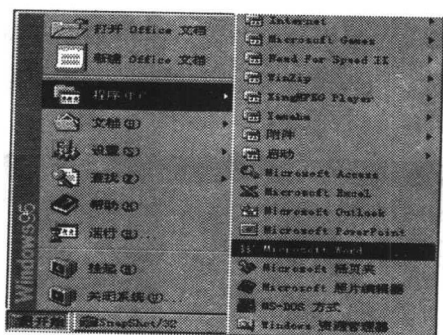 打开 Office 文档
新建 Office 文档
程序(P)
文档(D)
设置(S)
查找(F)
帮助(H)
运行(R)...
挂起(U)
关闭系统(U)...
Windows95
开始
SnapShot/32
Internet
Microsoft Games
Need For Speed II
WinZip
XingMPEG Player
Yamaha
附件
启动
Microsoft Access
Microsoft Excel
Microsoft Outlook
Microsoft PowerPoint
Microsoft Word
Microsoft 活页夹
Microsoft 照片编辑器
MS-DOS 方式
Windows 资源管理器